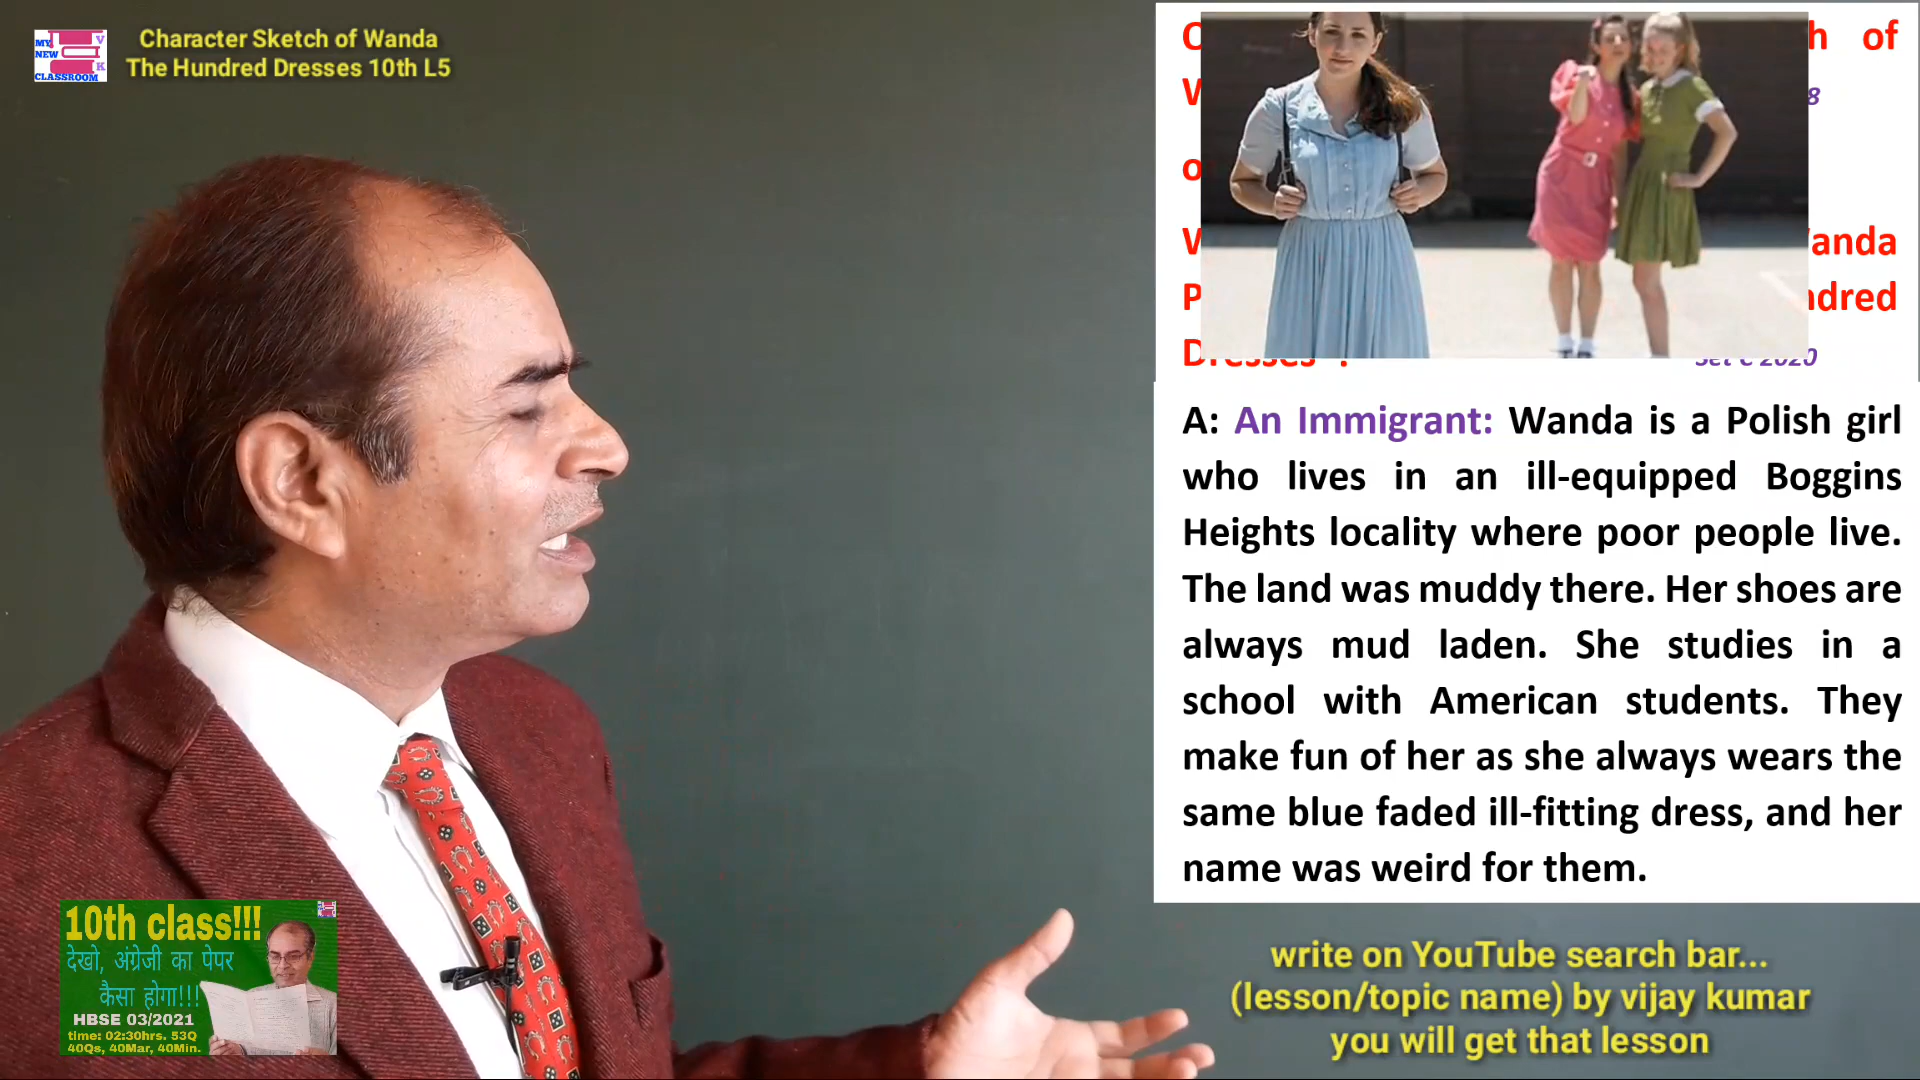 MY
NEW
CLASSROOM
V
K
Character Sketch of Wanda
The Hundred Dresses 10th L5
of
8
Wanda
Dresses
Set C 2020
A: An Immigrant: Wanda is a Polish girl
who lives in an ill-equipped Boggins
Heights locality where poor people live.
The land was muddy there. Her shoes are
always mud laden. She studies in a
school with American students. They
make fun of her as she always wears the
same blue faded ill-fitting dress, and her
name was weird for them.
10th class!!!
देखो, अंग्रेजी का पेपर
कैसा होगा!!!
HBSE 03/2021
time: 02:30hrs. 53Q
40Qs, 40Mar, 40Min.
write on YouTube search bar...
(lesson/topic name) by vijay kumar
you will get that lesson